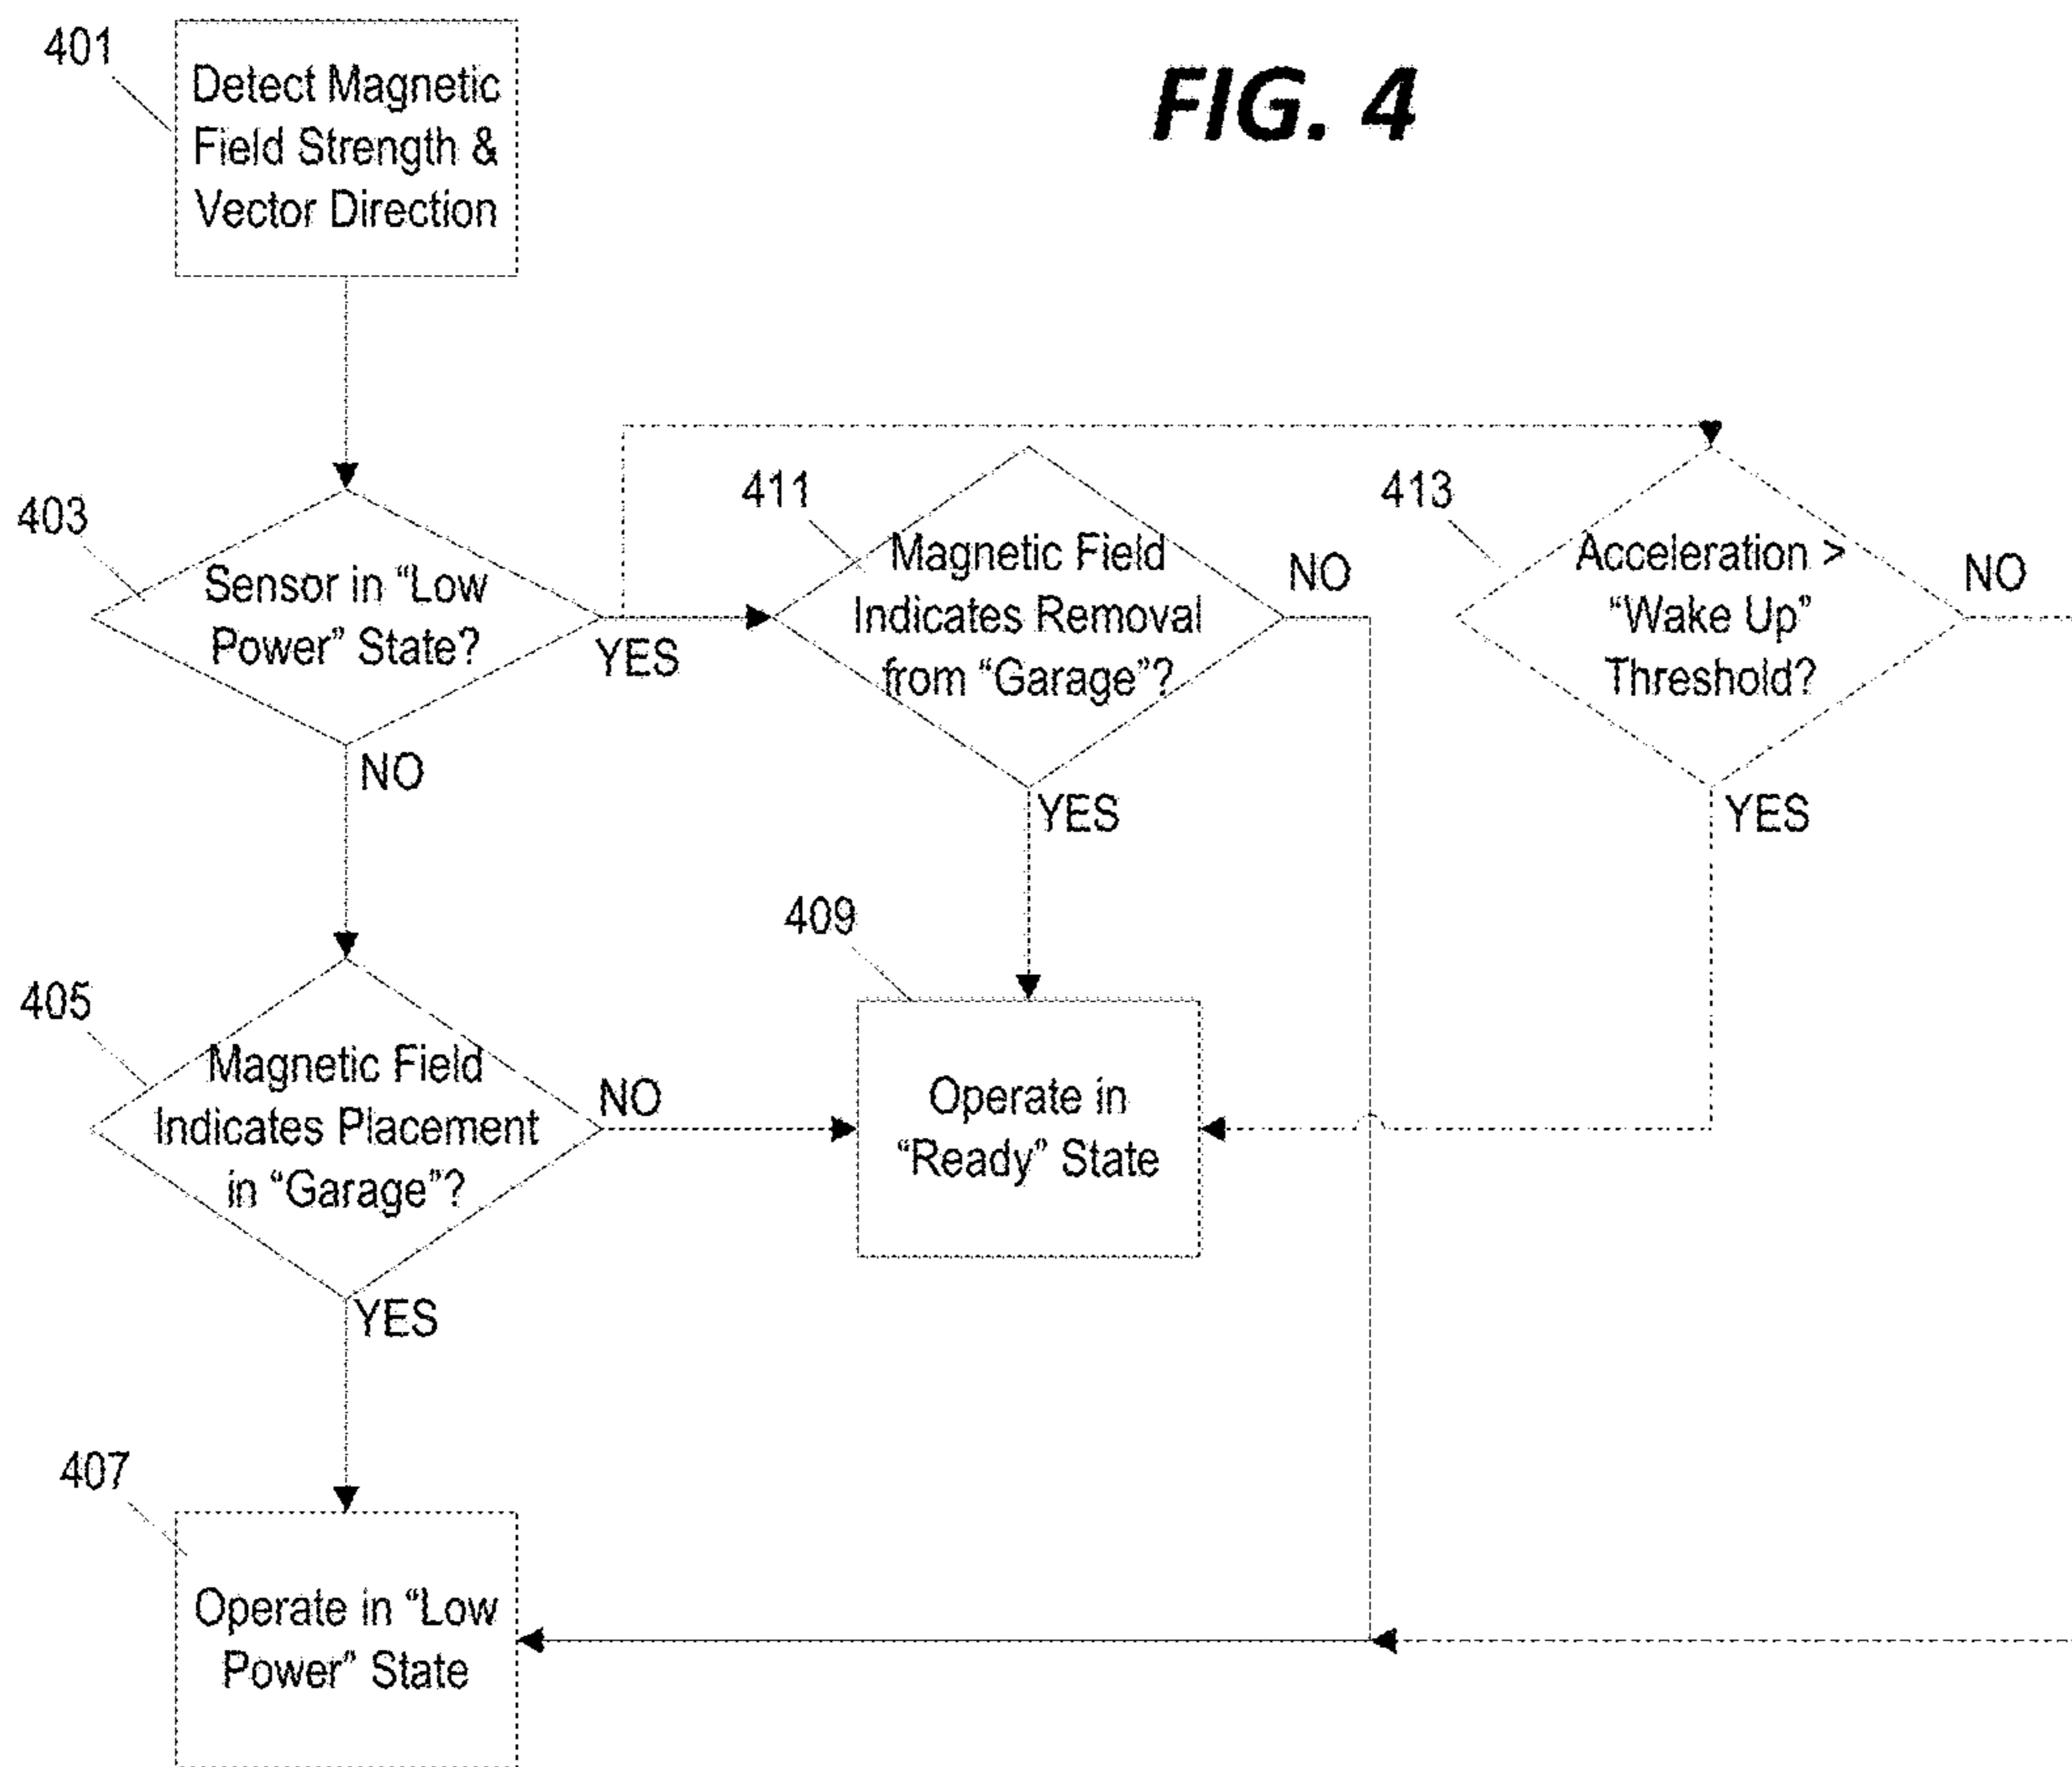 FIG. 4
401
Detect Magnetic
Field Strength &
Vector Direction
403
Sensor in “Low
Power” State?
YES
NO
411
Magnetic Field
Indicates Removal
from “Garage”?
NO
YES
413
Acceleration >
“Wake Up”
Threshold?
NO
YES
405
Magnetic Field
Indicates Placement
in “Garage”?
NO
YES
409
Operate in
“Ready” State
407
Operate in “Low
Power” State